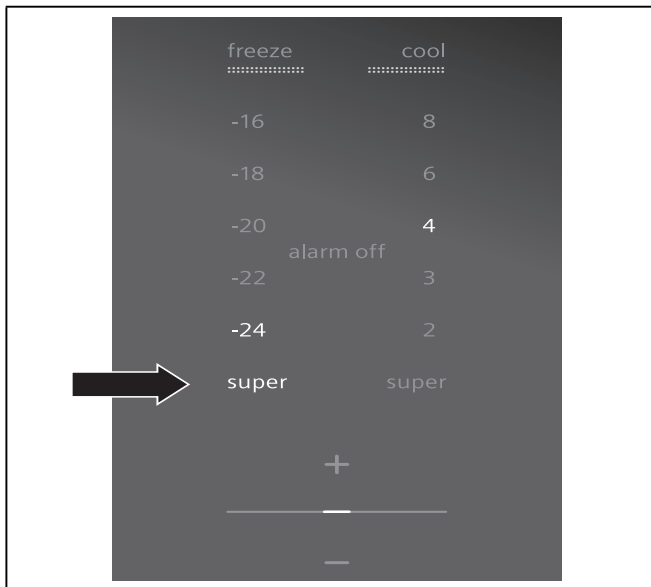 freeze cool
-16 8
-18 6
-20 4
alarm off
-22 3
-24 2
super super
+
−